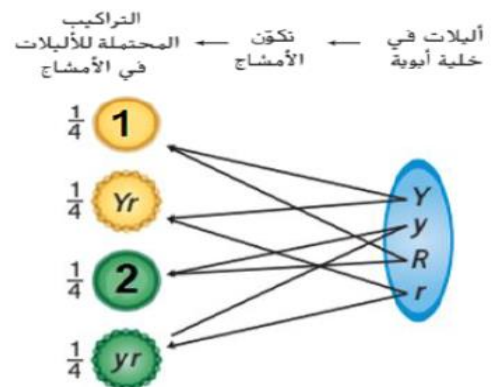 أليلات في
خلية أبوية
تكوّن
الأمشاج
التراكيب
المحتملة للأليلات
في الأمشاج
1/4 1
1/4 Yr
1/4 2
1/4 yr
Y
y
R
r